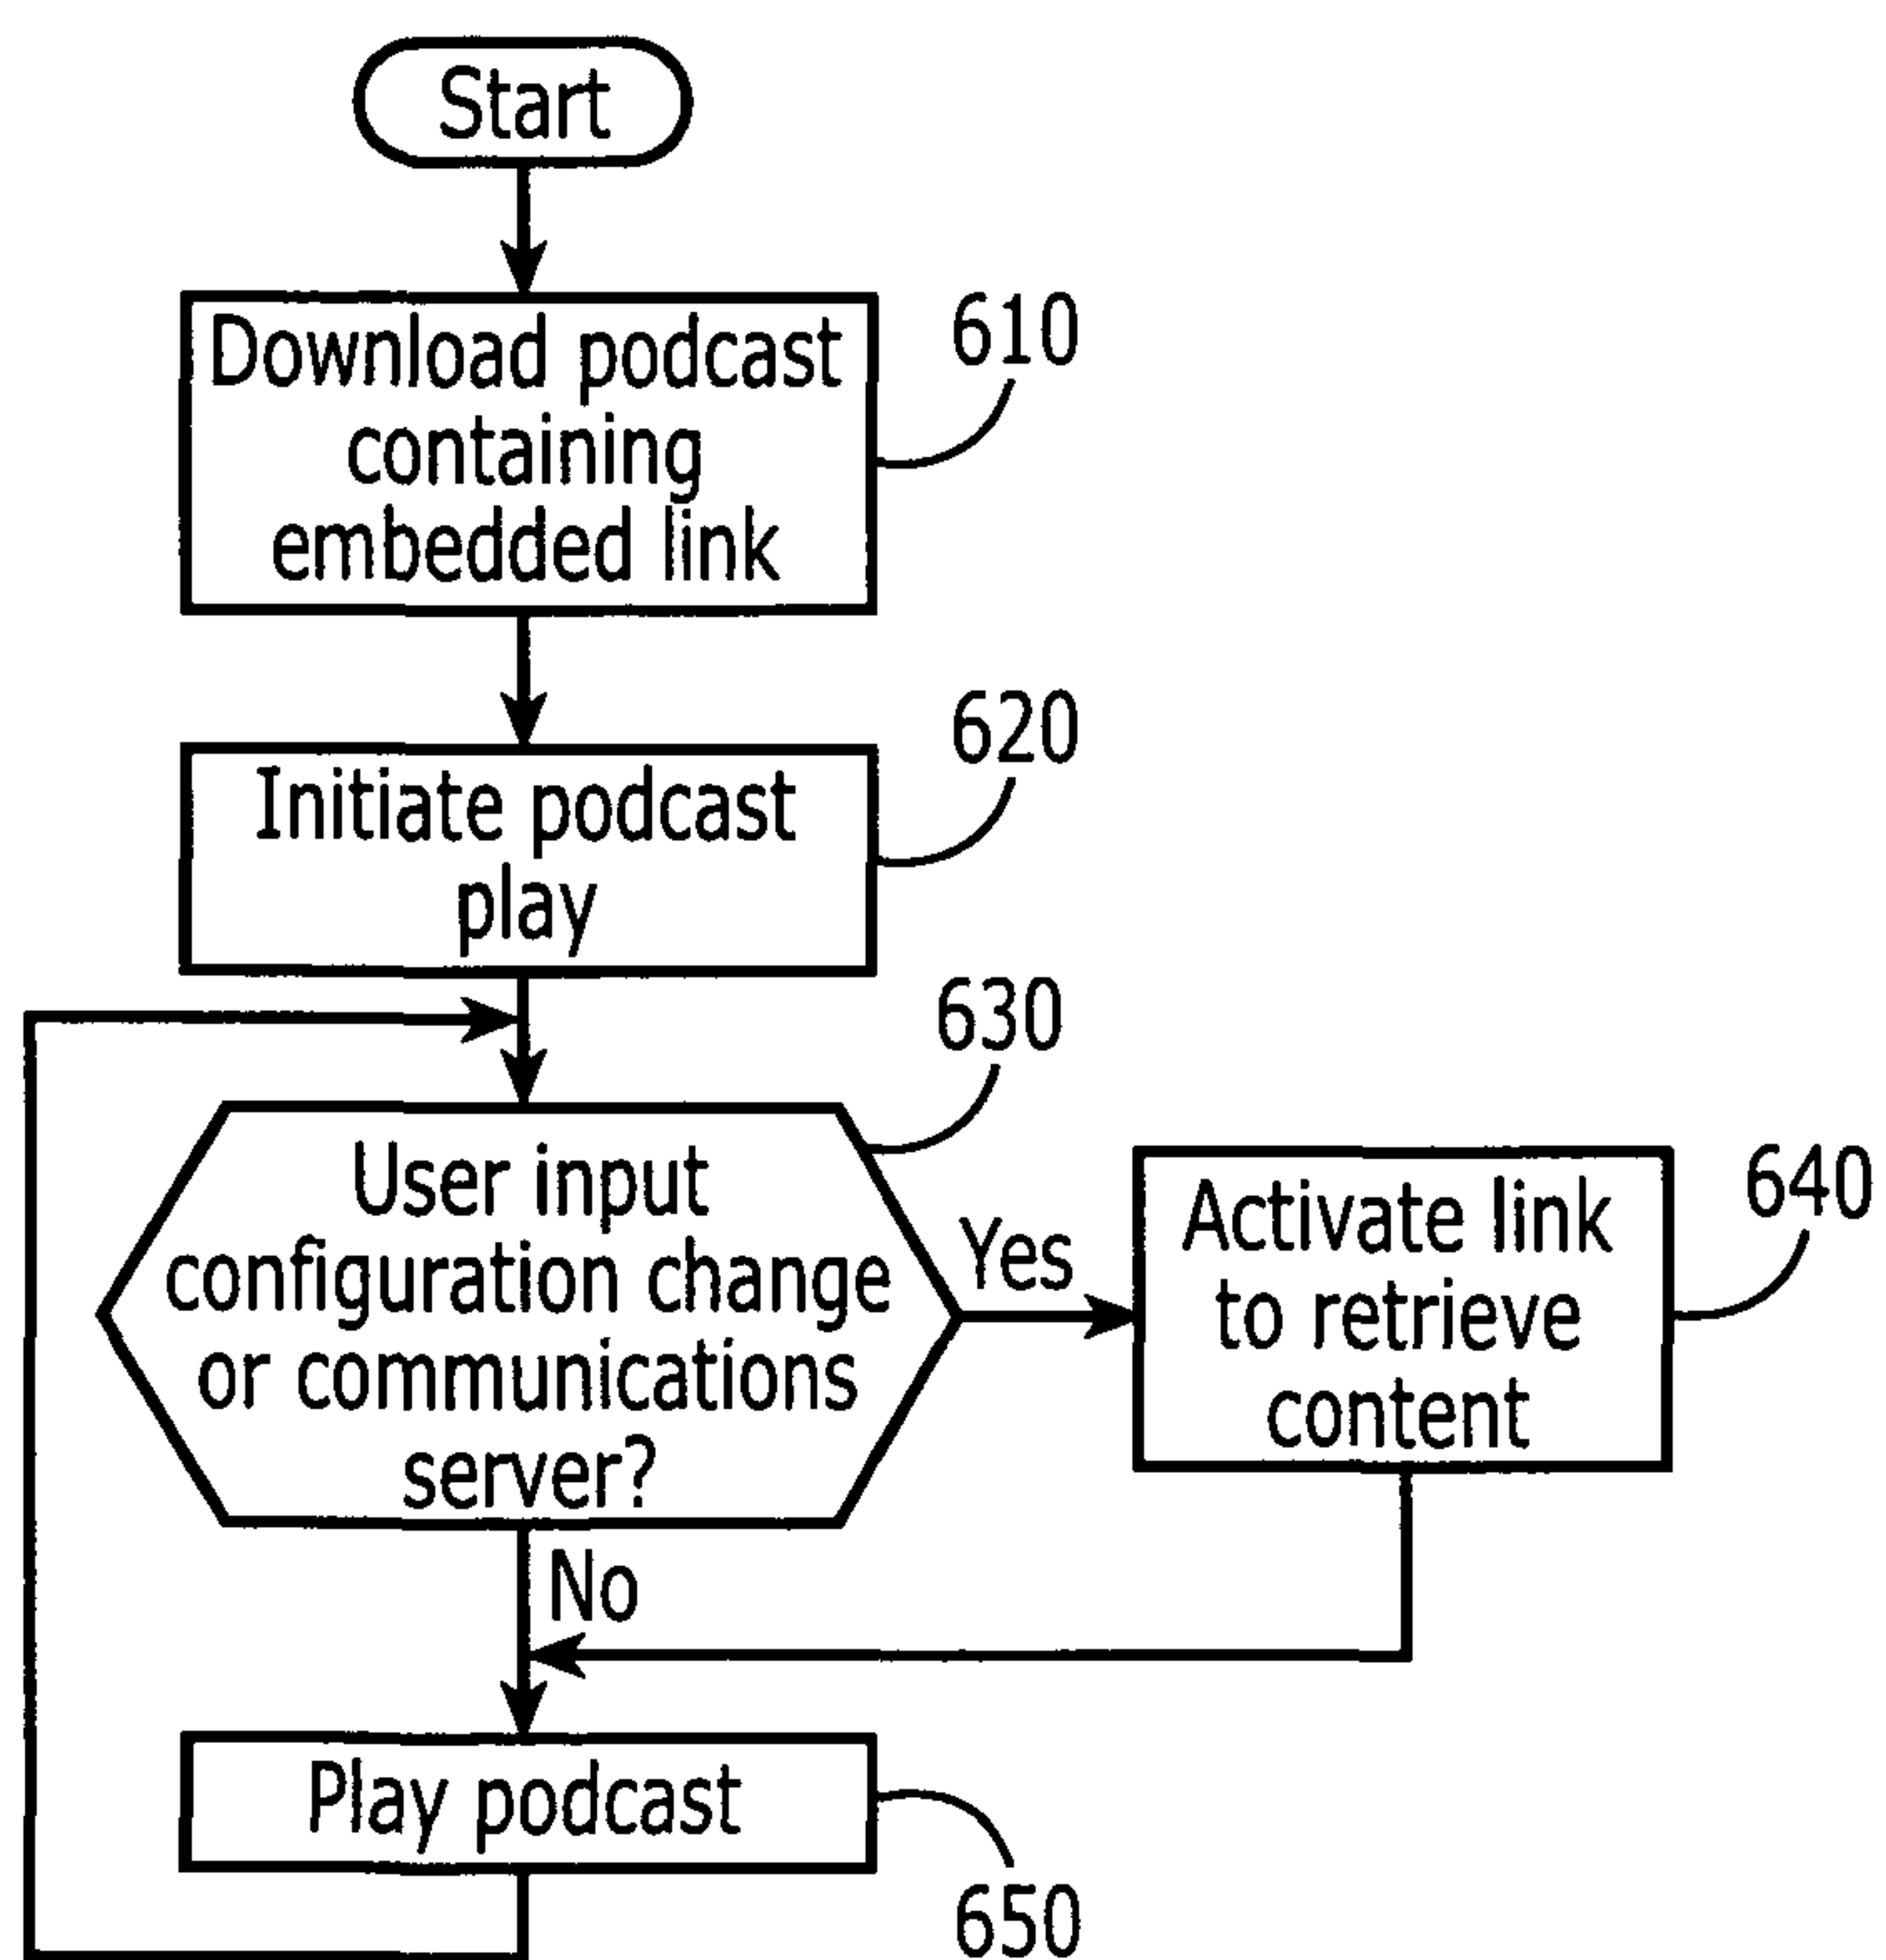 Start
Download podcast
containing
embedded link
610
Initiate podcast
play
620
630
User input
configuration change
or communications
server?
Yes
Activate link
to retrieve
content
640
No
Play podcast
650